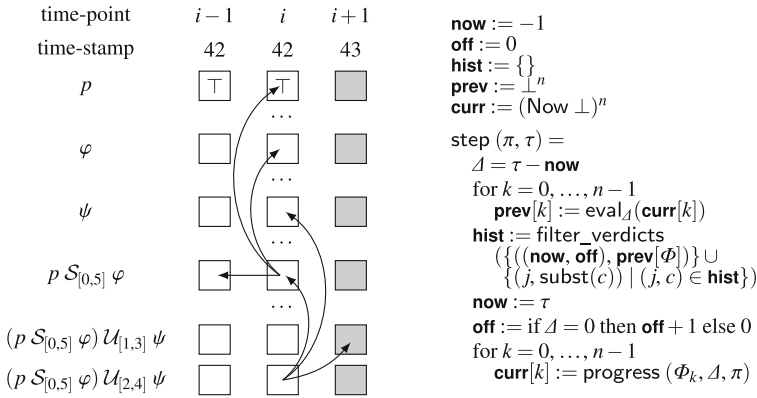 time-point i − 1 i i + 1
time-stamp 42 42 43
p ⊤ ⊤
...
φ
...
ψ
...
p S[0,5] φ
...
(p S[0,5] φ) U[1,3] ψ
(p S[0,5] φ) U[2,4] ψ
now := −1
off := 0
hist := {}
prev := ⊥ⁿ
curr := (Now ⊥)ⁿ
step (π, τ) =
Δ = τ − now
for k = 0, …, n − 1
prev[k] := eval_Δ(curr[k])
hist := filter_verdicts
({((now, off), prev[Φ])} ∪
{(j, subst(c)) | (j, c) ∈ hist})
now := τ
off := if Δ = 0 then off + 1 else 0
for k = 0, …, n − 1
curr[k] := progress (Φₖ, Δ, π)